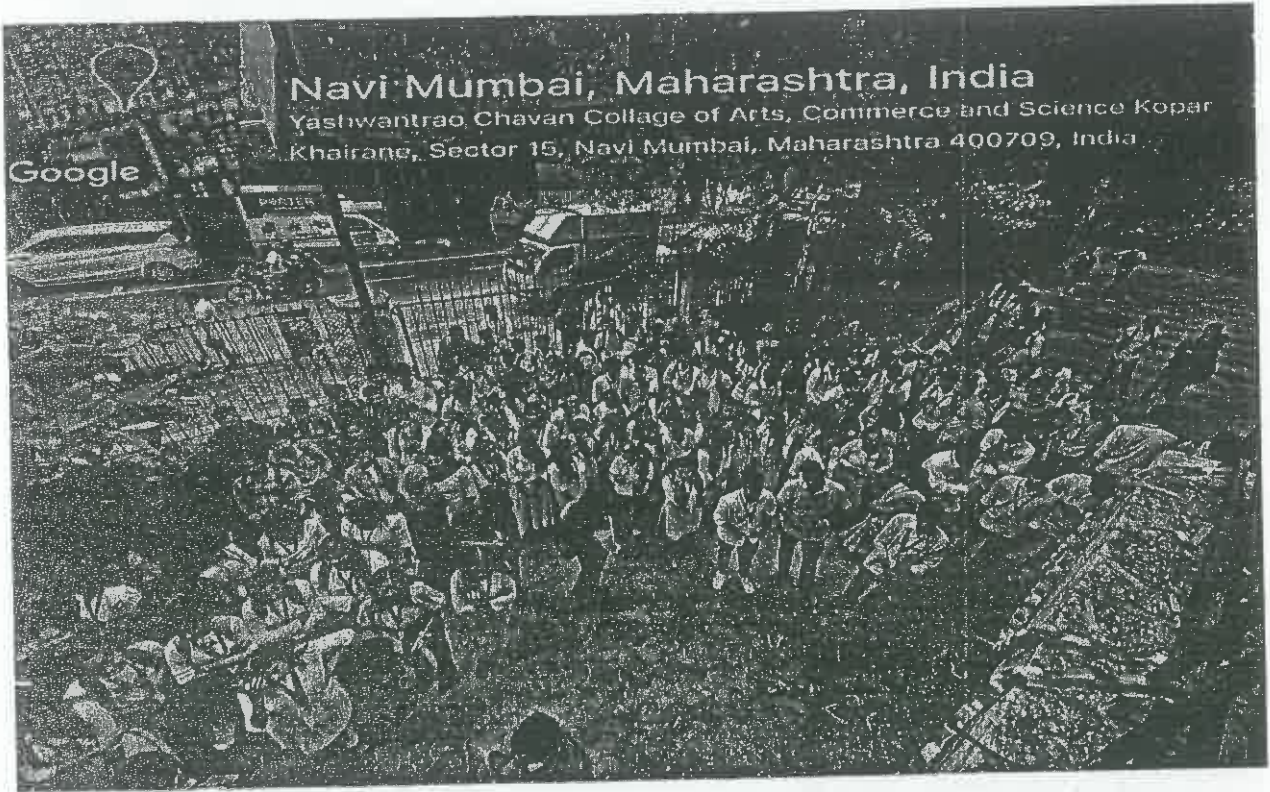 Navi Mumbai, Maharashtra, India
Yashwantrao Chavan Collage of Arts, Commerce and Science Kopar
Khairane, Sector 15, Navi Mumbai, Maharashtra 400709, India
Google
PORTER